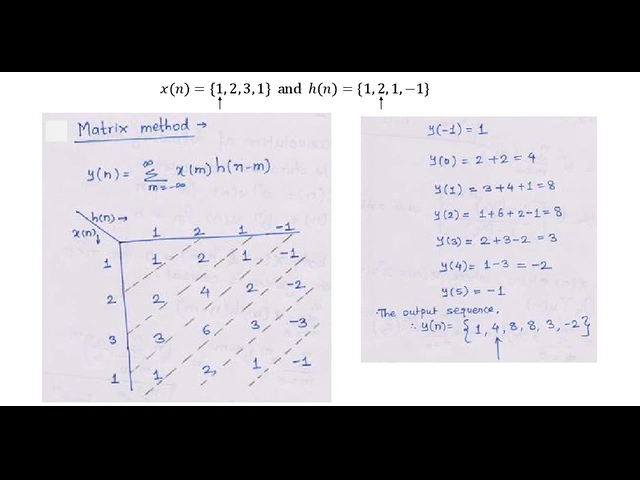 x(n) = {1, 2, 3, 1} and h(n) = {1, 2, 1, −1}
↑ ↑
Matrix method →
y(n) = ∞∑m=-∞ x(m) h(n-m)
h(n)→
x(n)↓
1 2 1 -1
1 1 2 1 -1
2 2 4 2 -2
3 3 6 3 -3
1 1 2 1 -1
y(-1) = 1
y(0) = 2+2 = 4
y(1) = 3+4+1 = 8
y(2) = 1+6+2-1 = 8
y(3) = 2+3-2 = 3
y(4) = 1-3 = -2
y(5) = -1
The output sequence,
∴ y(n) = {1, 4, 8, 8, 3, -2}
↑